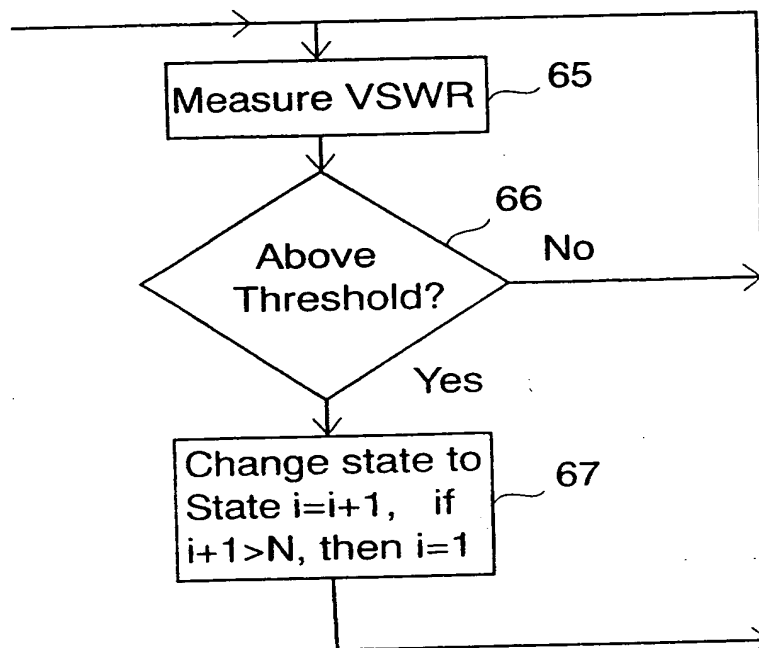 Measure VSWR
65
66
Above
Threshold?
No
Yes
Change state to
State i=i+1, if
i+1>N, then i=1
67